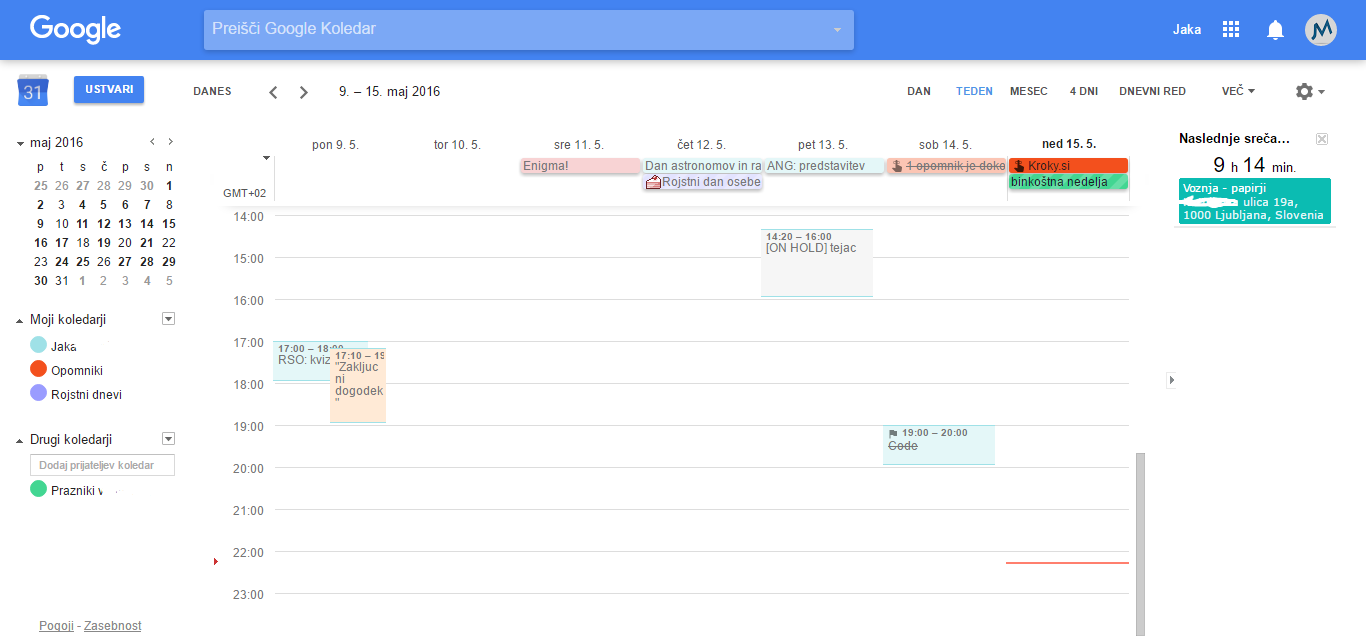 Google
Preišči Google Koledar
Jaka
31
USTVARI
DANES
9. – 15. maj 2016
DAN
TEDEN
MESEC
4 DNI
DNEVNI RED
VEČ
maj 2016
p t s č p s n
25 26 27 28 29 30 1
2 3 4 5 6 7 8
9 10 11 12 13 14 15
16 17 18 19 20 21 22
23 24 25 26 27 28 29
30 31 1 2 3 4 5
Moji koledarji
Jaka
Opomniki
Rojstni dnevi
Drugi koledarji
Dodaj prijateljev koledar
Prazniki v
Pogoji - Zasebnost
pon 9. 5.
tor 10. 5.
sre 11. 5.
čet 12. 5.
pet 13. 5.
sob 14. 5.
ned 15. 5.
GMT+02
Enigma!
Dan astronomov in ra
Rojstni dan osebe
ANG: predstavitev
1 opomnik je doko
Kroky.si
binkoštna nedelja
14:00
15:00
16:00
17:00
18:00
19:00
20:00
21:00
22:00
23:00
14:20 – 16:00
[ON HOLD] tejac
17:00 – 18:00
RSO: kviz
17:10 – 19
"Zaključ
ni
dogodek
"
19:00 – 20:00
Code
Naslednje sreča...
9 h 14 min.
Voznja - papirji
ulica 19a,
1000 Ljubljana, Slovenia